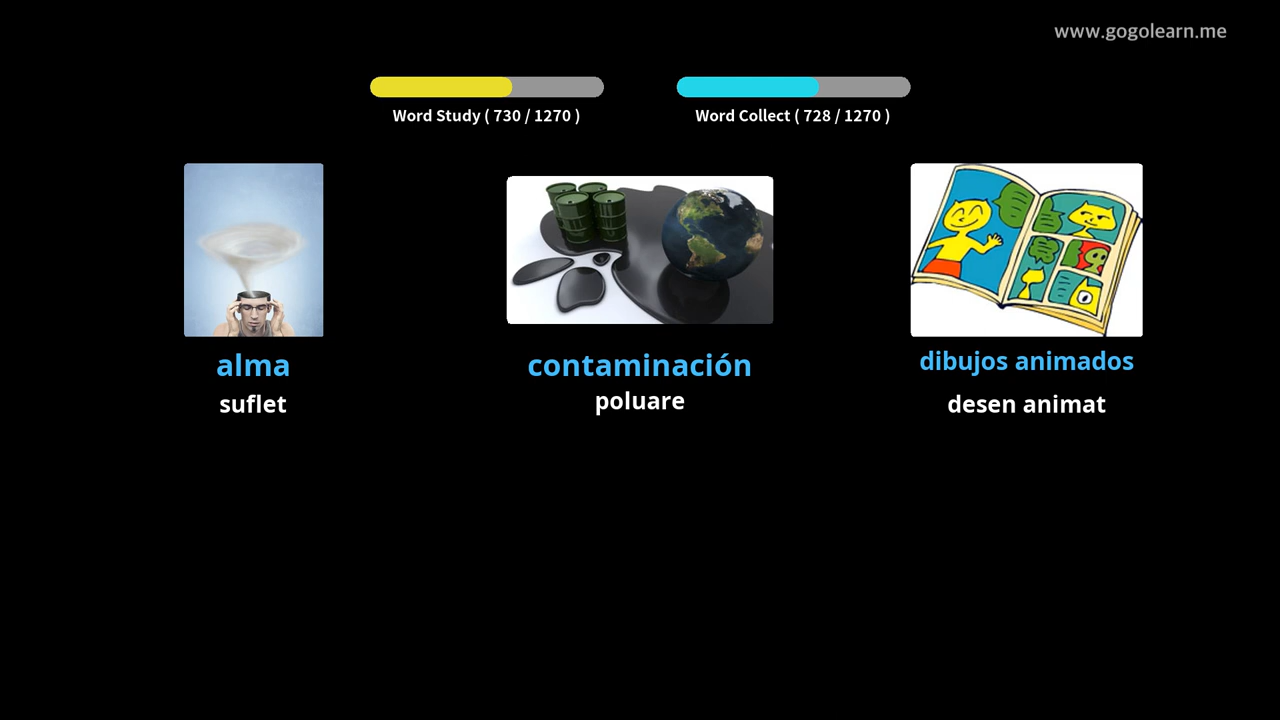 www.gogolearn.me
Word Study ( 730 / 1270 )
Word Collect ( 728 / 1270 )
alma
suflet
contaminación
poluare
dibujos animados
desen animat